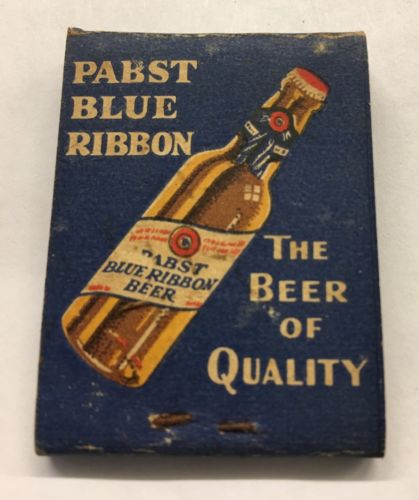 PABST
BLUE
RIBBON
PABST
BLUE RIBBON
BEER
THE
BEER
OF
QUALITY